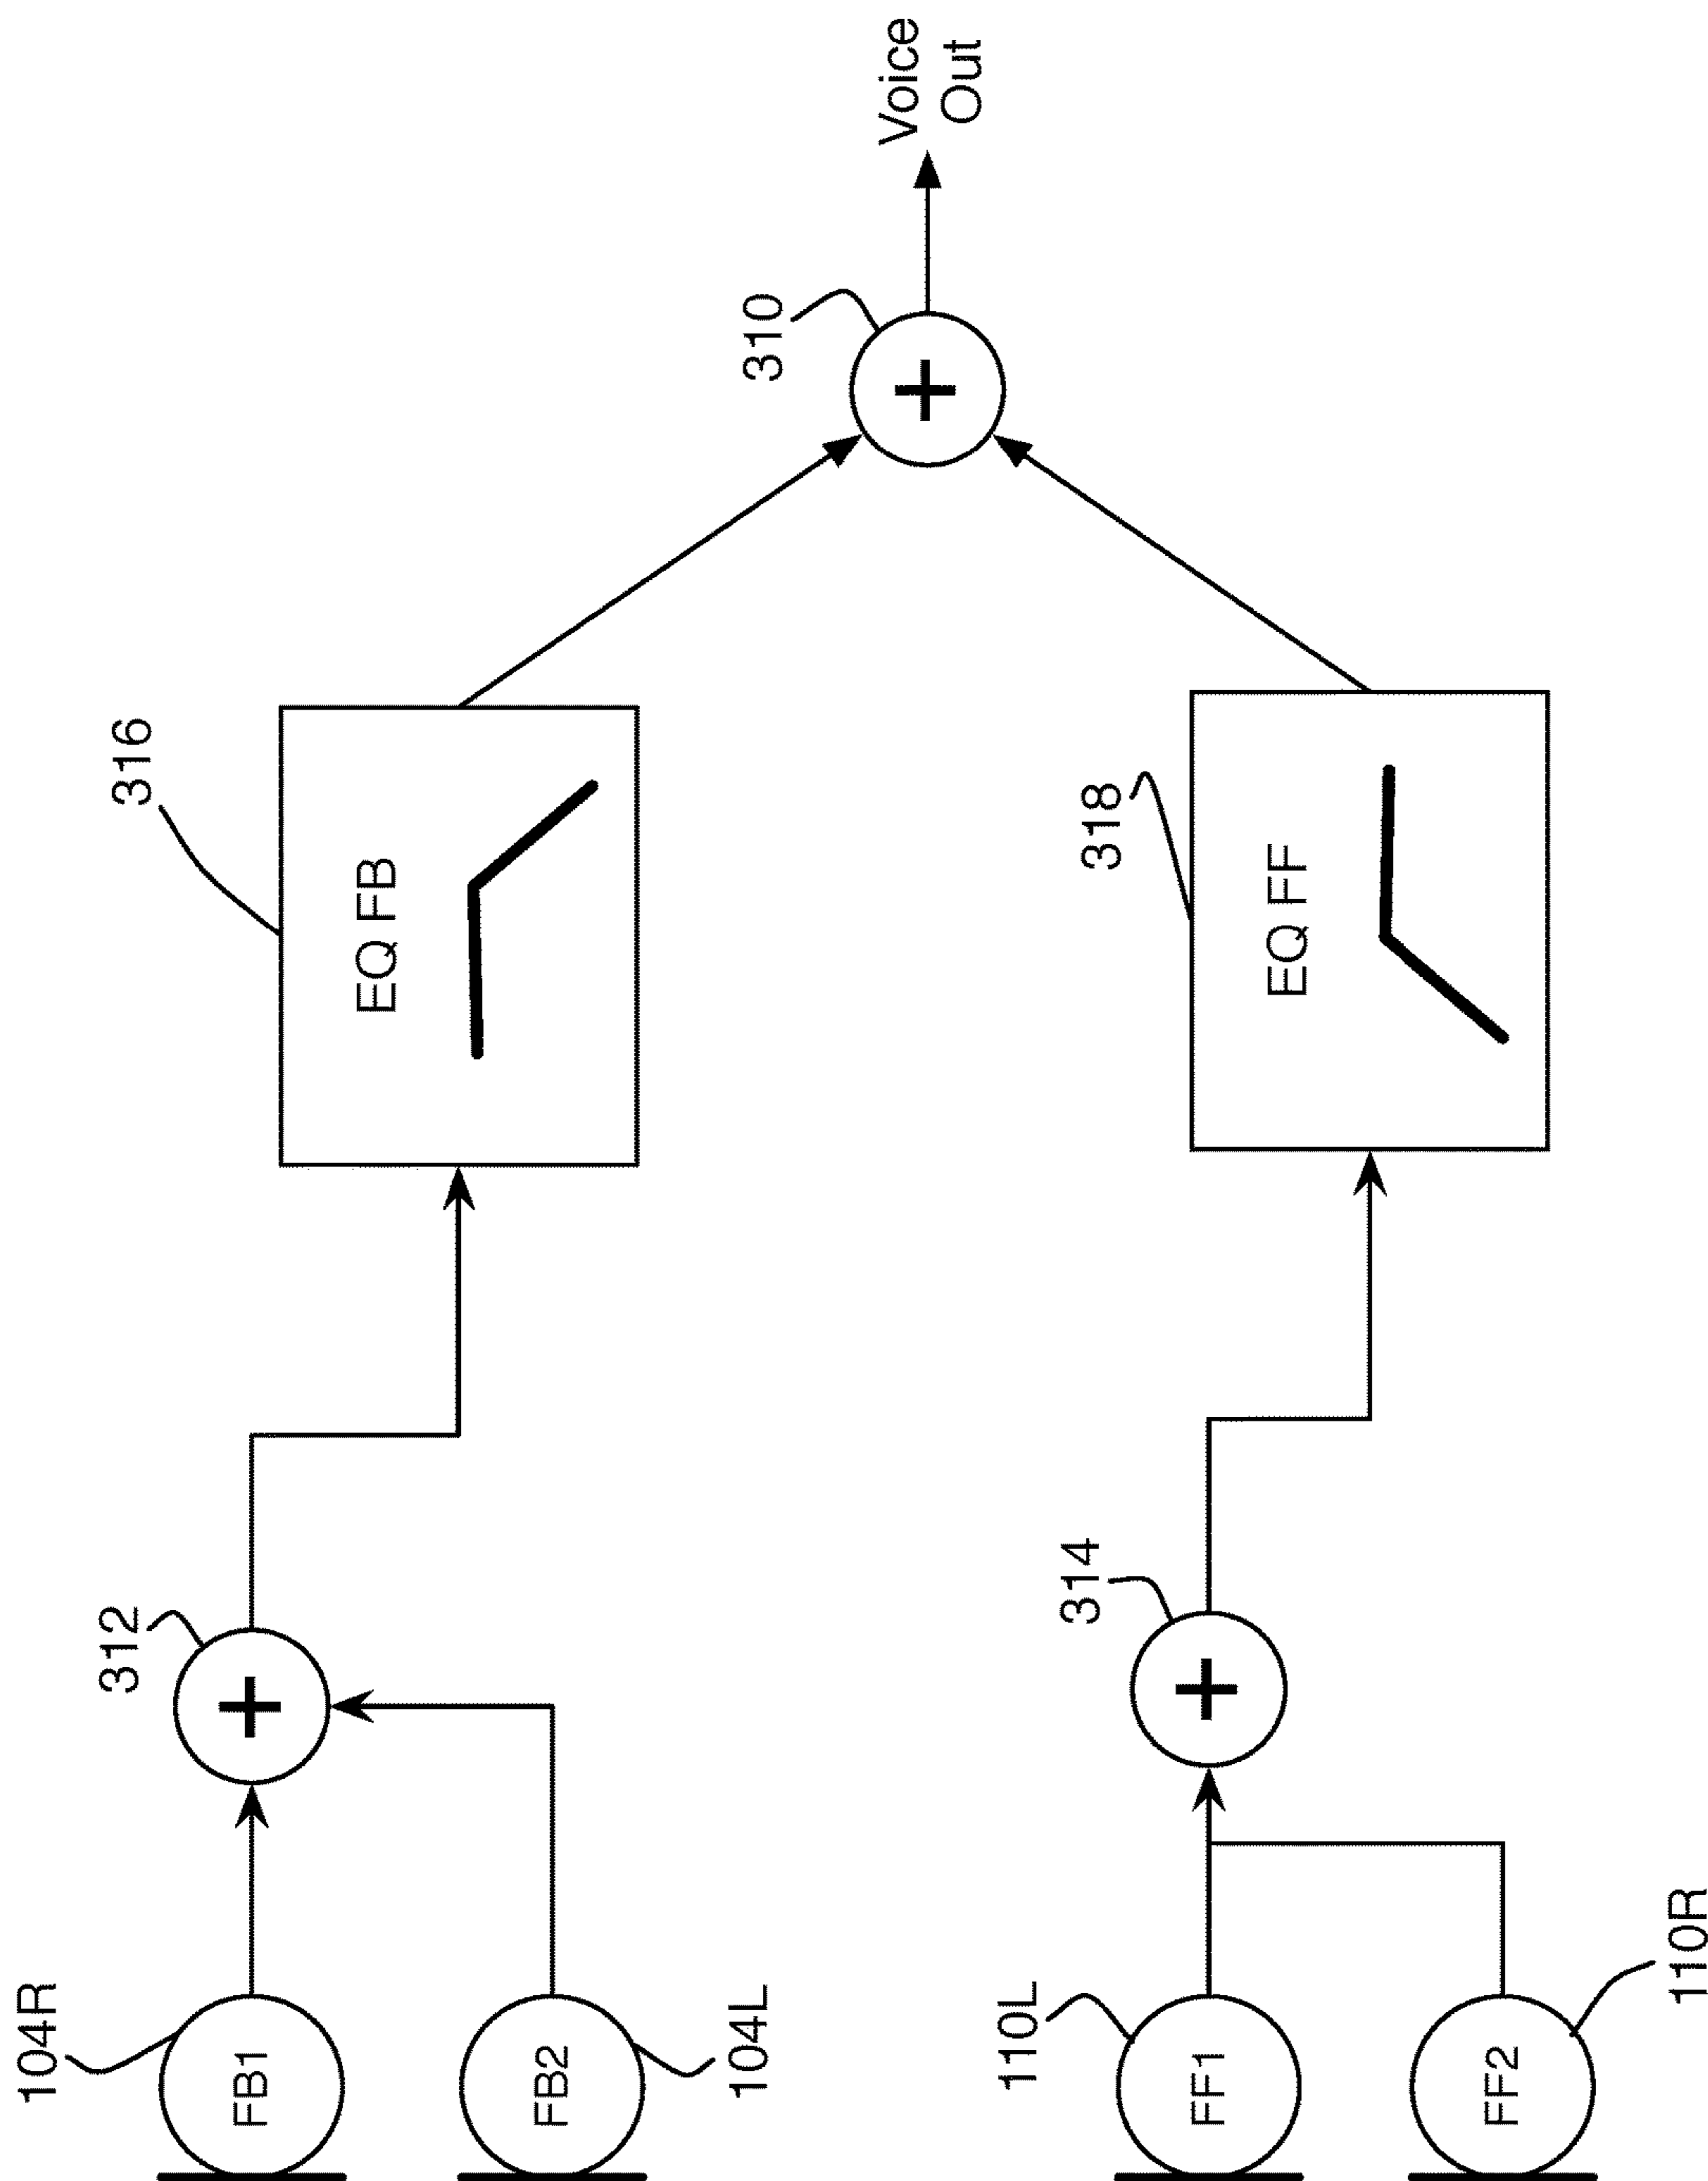 104R
FB1
312
FB2
104L
316
EQ FB
310
Voice
Out
110L
FF1
314
FF2
110R
318
EQ FF